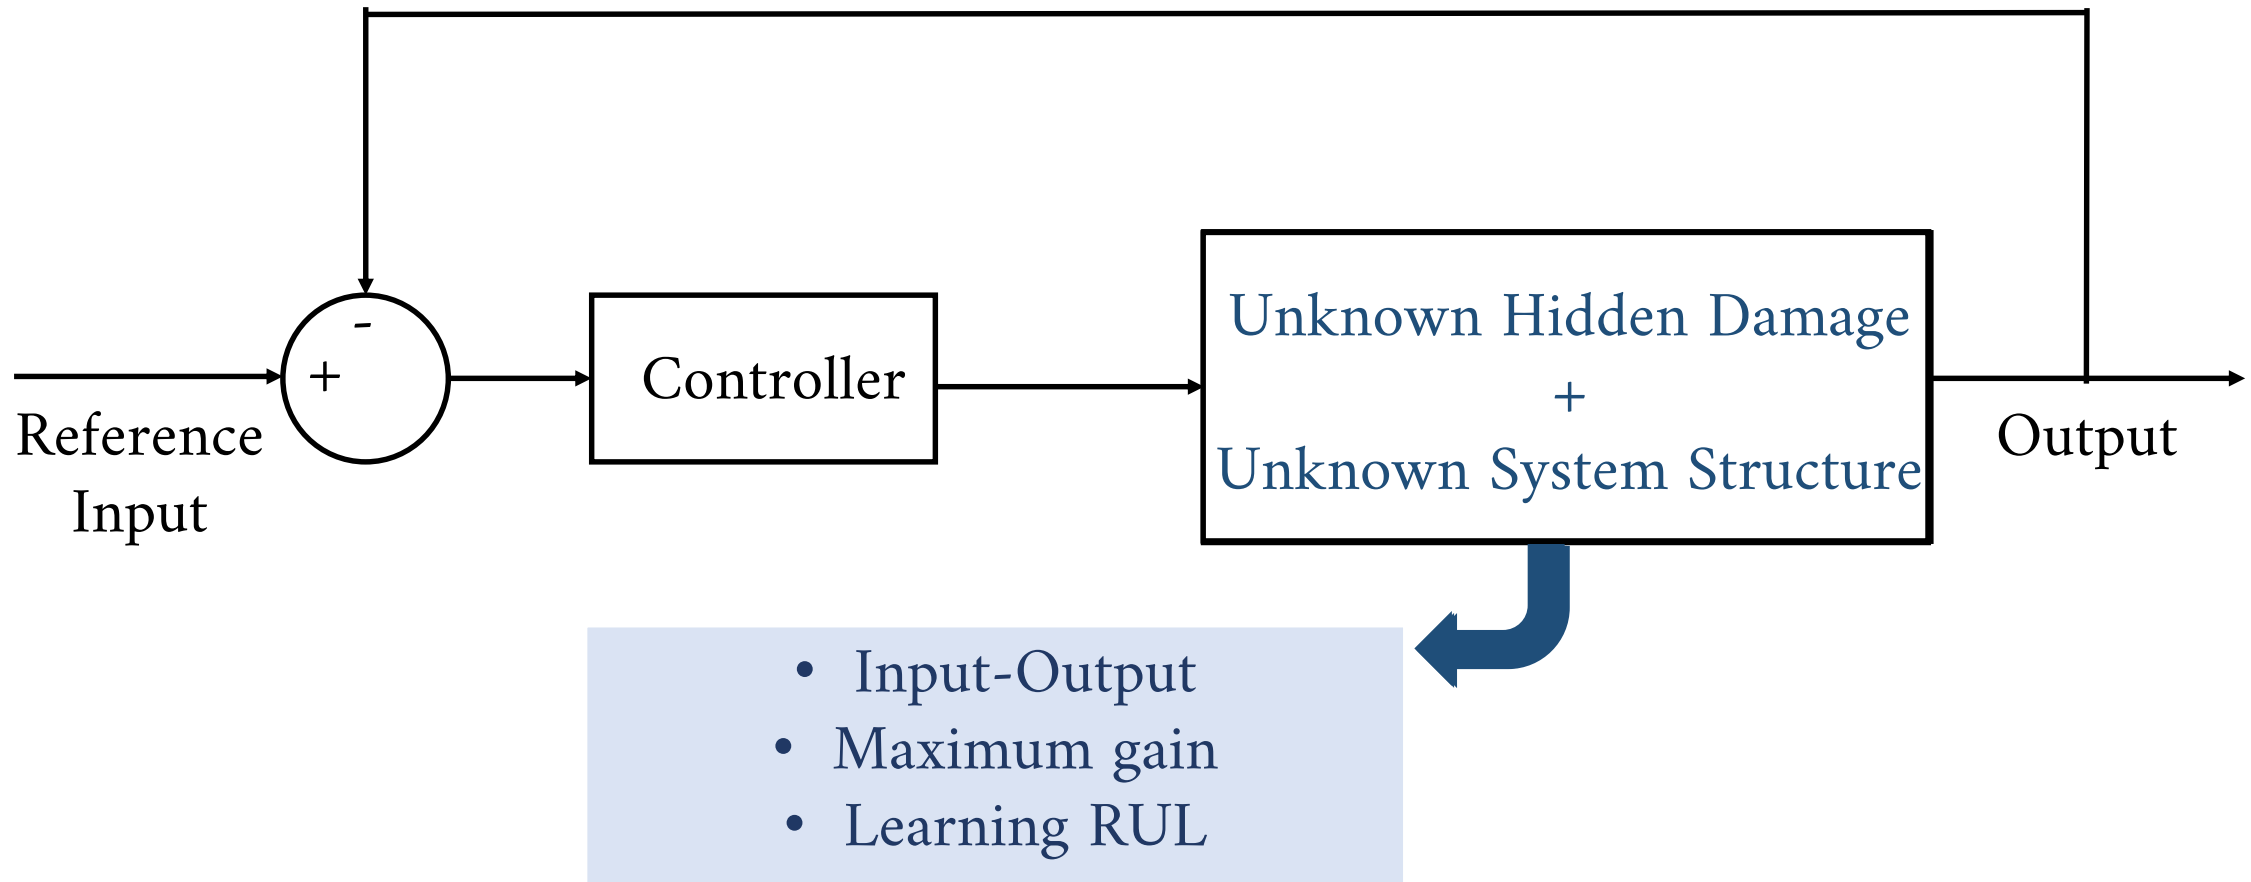 -
+
Reference
Input
Controller
Unknown Hidden Damage
+
Unknown System Structure
Output
• Input-Output
• Maximum gain
• Learning RUL